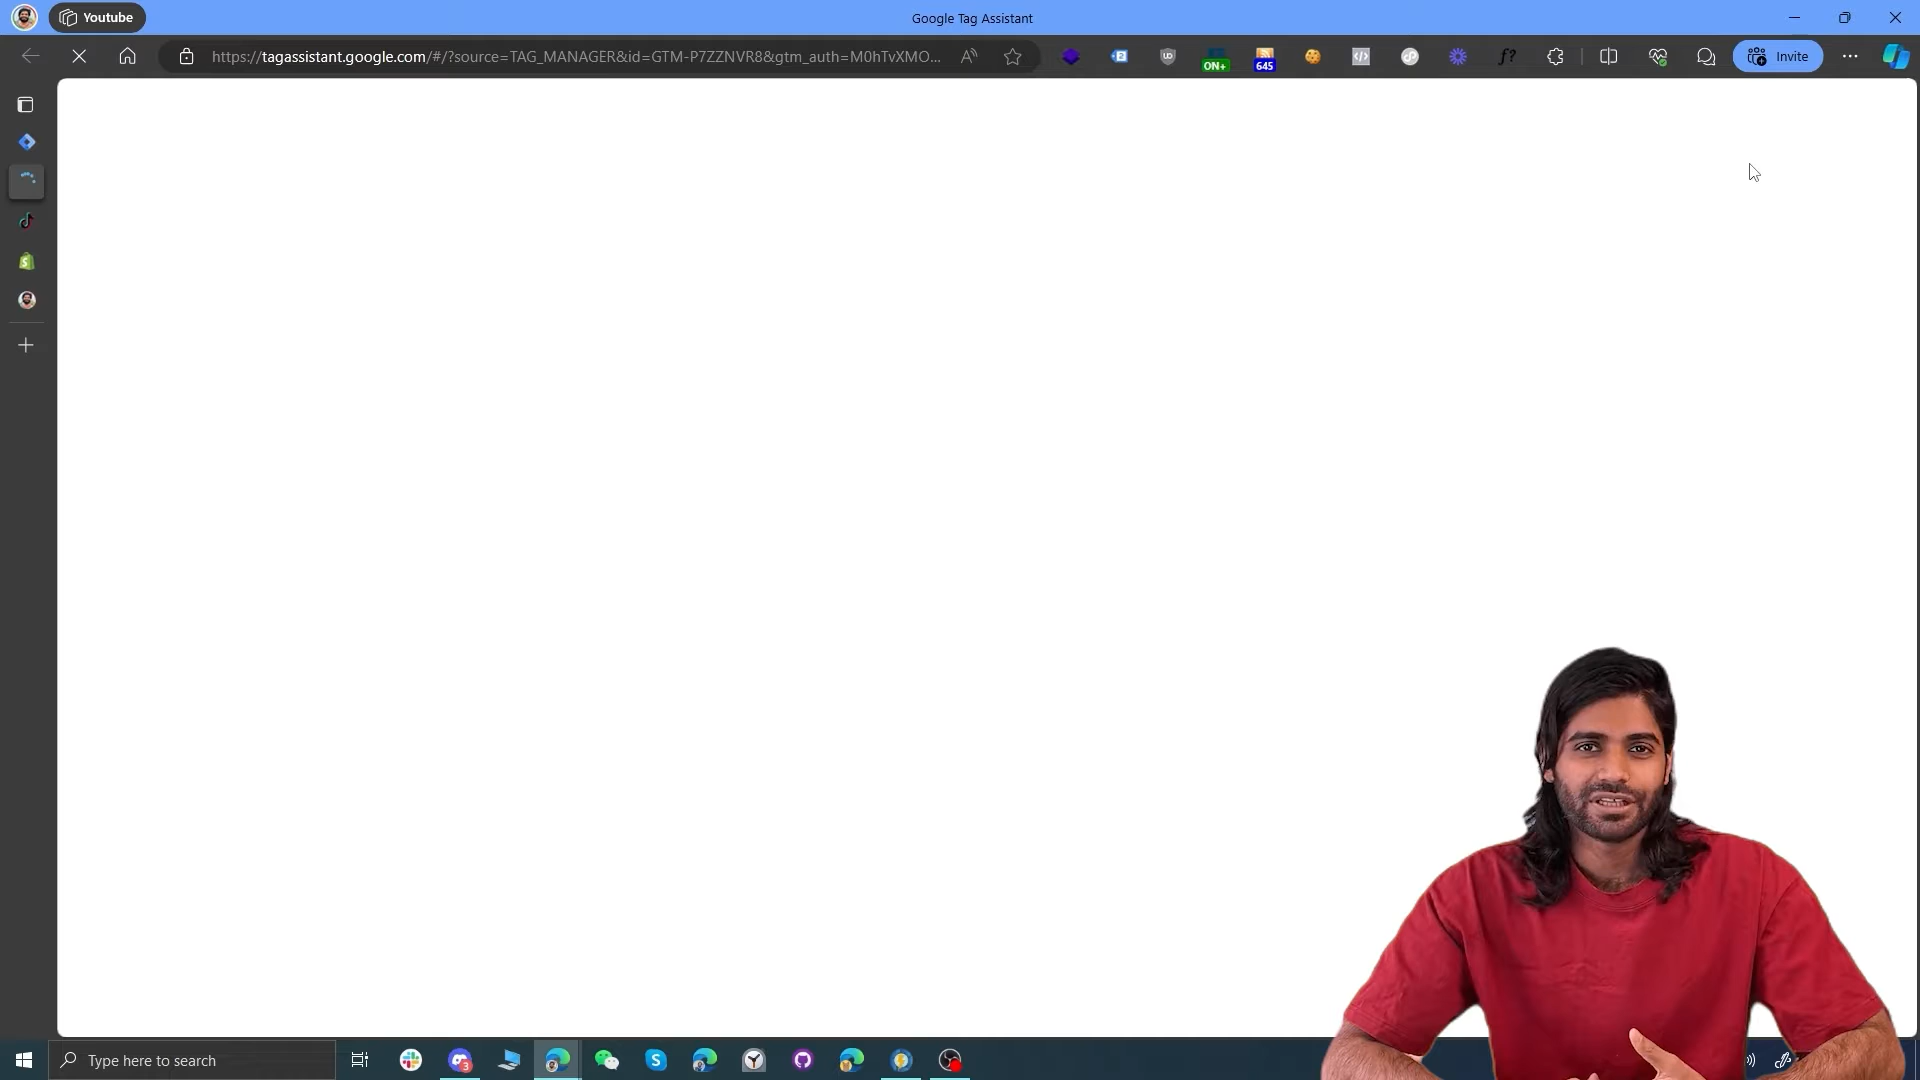 Youtube
Google Tag Assistant
https://tagassistant.google.com/#/?source=TAG_MANAGER&id=GTM-P7ZZNVR8&gtm_auth=M0hTvXMO...
ON+
645
f?
Invite
Type here to search
3
S